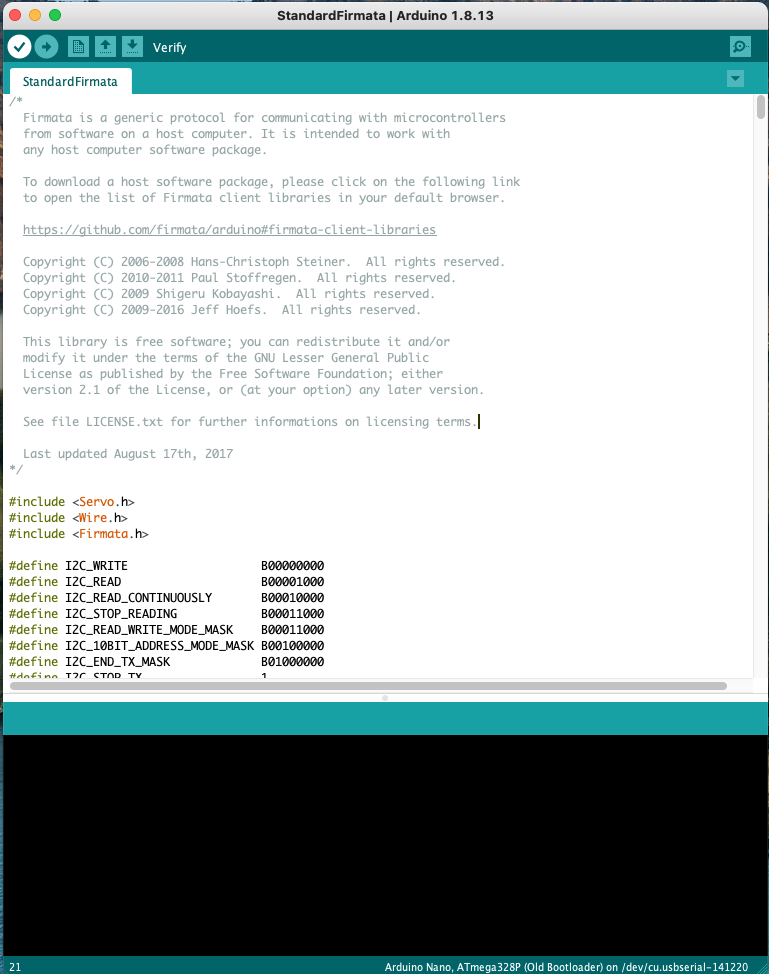 StandardFirmata | Arduino 1.8.13
Verify
StandardFirmata
/*
Firmata is a generic protocol for communicating with microcontrollers
from software on a host computer. It is intended to work with
any host computer software package.
To download a host software package, please click on the following link
to open the list of Firmata client libraries in your default browser.
https://github.com/firmata/arduino#firmata-client-libraries
Copyright (C) 2006-2008 Hans-Christoph Steiner.  All rights reserved.
Copyright (C) 2010-2011 Paul Stoffregen.  All rights reserved.
Copyright (C) 2009 Shigeru Kobayashi.  All rights reserved.
Copyright (C) 2009-2016 Jeff Hoefs.  All rights reserved.
This library is free software; you can redistribute it and/or
modify it under the terms of the GNU Lesser General Public
License as published by the Free Software Foundation; either
version 2.1 of the License, or (at your option) any later version.
See file LICENSE.txt for further informations on licensing terms.
Last updated August 17th, 2017
*/
#include <Servo.h>
#include <Wire.h>
#include <Firmata.h>
#define I2C_WRITE                   B00000000
#define I2C_READ                    B00001000
#define I2C_READ_CONTINUOUSLY       B00010000
#define I2C_STOP_READING            B00011000
#define I2C_READ_WRITE_MODE_MASK    B00011000
#define I2C_10BIT_ADDRESS_MODE_MASK B00100000
#define I2C_END_TX_MASK             B01000000
#define I2C_STOP_TX                 1
21
Arduino Nano, ATmega328P (Old Bootloader) on /dev/cu.usbserial-141220